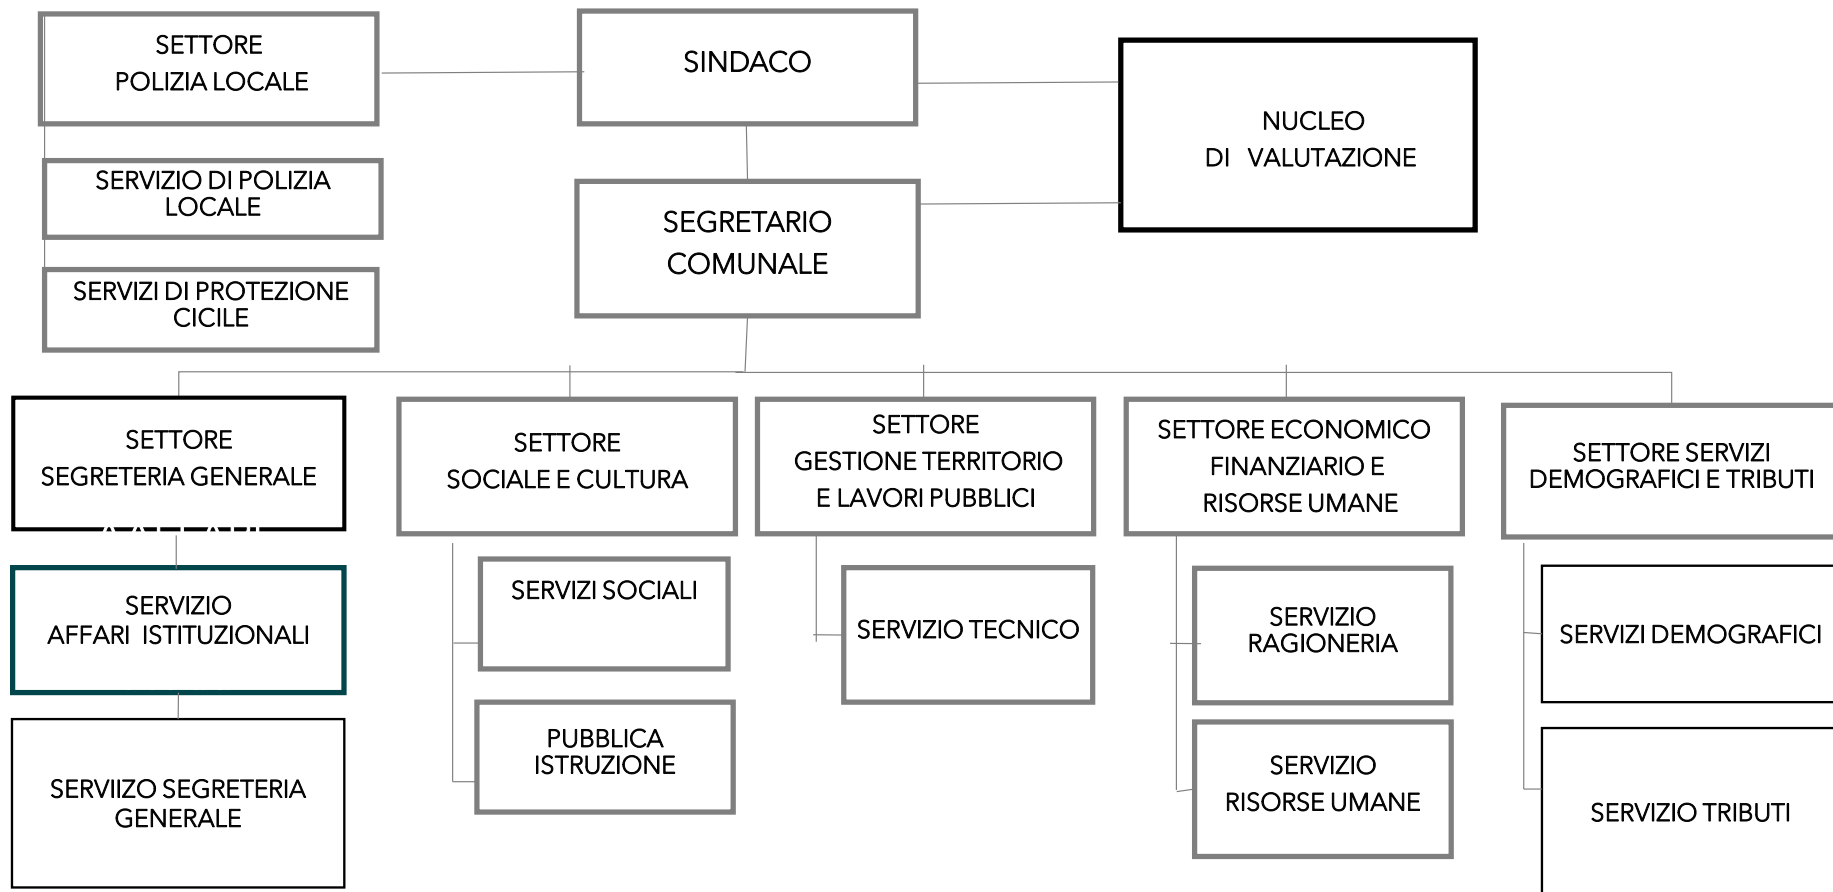 SETTORE
POLIZIA LOCALE
SINDACO
NUCLEO
DI VALUTAZIONE
SERVIZIO DI POLIZIA
LOCALE
SEGRETARIO
COMUNALE
SERVIZI DI PROTEZIONE
CICILE
SETTORE
SEGRETERIA GENERALE
SETTORE
SOCIALE E CULTURA
SETTORE
GESTIONE TERRITORIO
E LAVORI PUBBLICI
SETTORE ECONOMICO
FINANZIARIO E
RISORSE UMANE
SETTORE SERVIZI
DEMOGRAFICI E TRIBUTI
SERVIZIO
AFFARI ISTITUZIONALI
SERVIZI SOCIALI
SERVIZIO TECNICO
SERVIZIO
RAGIONERIA
SERVIZI DEMOGRAFICI
SERVIIZO SEGRETERIA
GENERALE
PUBBLICA
ISTRUZIONE
SERVIZIO
RISORSE UMANE
SERVIZIO TRIBUTI